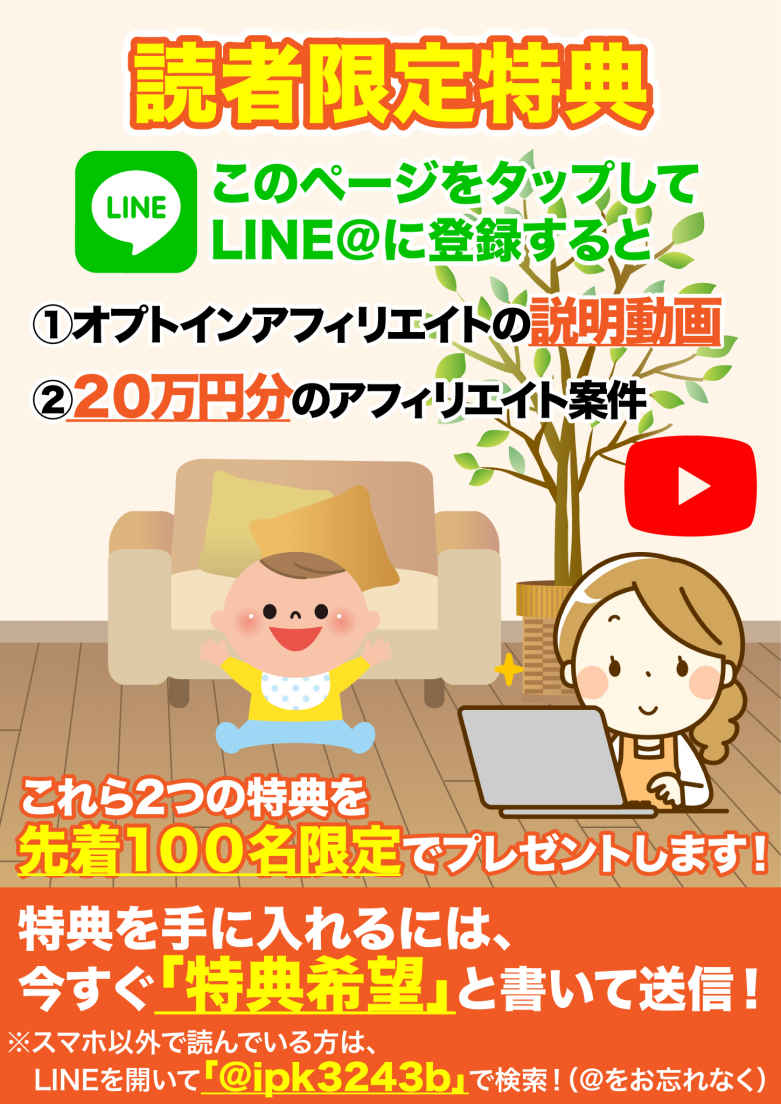 読者限定特典
LINE
このページをタップして
LINE@に登録すると
①オプトインアフィリエイトの説明動画
②20万円分のアフィリエイト案件
これら2つの特典を
先着100名限定でプレゼントします！
特典を手に入れるには、
今すぐ「特典希望」と書いて送信！
※スマホ以外で読んでいる方は、
LINEを開いて「@ipk3243b」で検索！（@をお忘れなく）